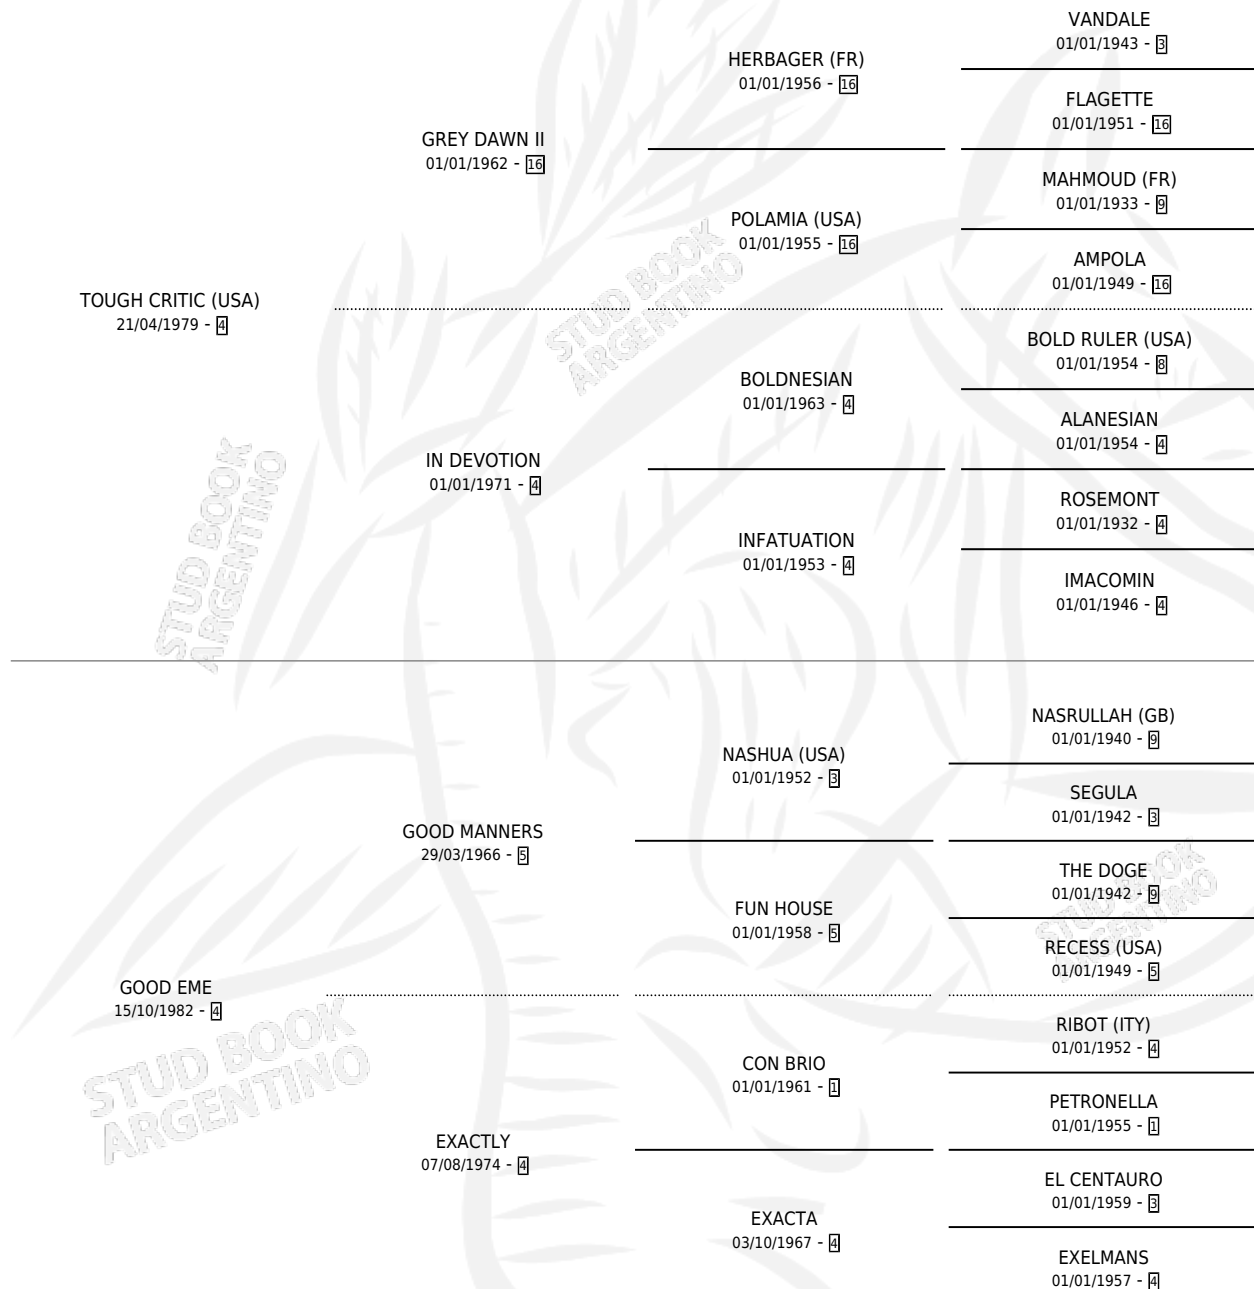 VANDALE
01/01/1943 - 3
HERBAGER (FR)
01/01/1956 - 16
FLAGETTE
01/01/1951 - 16
GREY DAWN II
01/01/1962 - 16
MAHMOUD (FR)
01/01/1933 - 9
POLAMIA (USA)
01/01/1955 - 16
AMPOLA
01/01/1949 - 16
TOUGH CRITIC (USA)
21/04/1979 - 4
STUD BOOK
ARGENTINO
BOLD RULER (USA)
01/01/1954 - 8
BOLDNESIAN
01/01/1963 - 4
ALANESIAN
01/01/1954 - 4
IN DEVOTION
01/01/1971 - 4
ROSEMONT
01/01/1932 - 4
INFATUATION
01/01/1953 - 4
IMACOMIN
01/01/1946 - 4
STUD BOOK
ARGENTINO
NASRULLAH (GB)
01/01/1940 - 9
NASHUA (USA)
01/01/1952 - 3
SEGULA
01/01/1942 - 3
GOOD MANNERS
29/03/1966 - 5
THE DOGE
01/01/1942 - 9
FUN HOUSE
01/01/1958 - 5
RECESS (USA)
01/01/1949 - 5
STUD BOOK
ARGENTINO
GOOD EME
15/10/1982 - 4
RIBOT (ITY)
01/01/1952 - 4
CON BRIO
01/01/1961 - 1
PETRONELLA
01/01/1955 - 1
STUD BOOK
ARGENTINO
EXACTLY
07/08/1974 - 4
EL CENTAURO
01/01/1959 - 3
EXACTA
03/10/1967 - 4
EXELMANS
01/01/1957 - 4